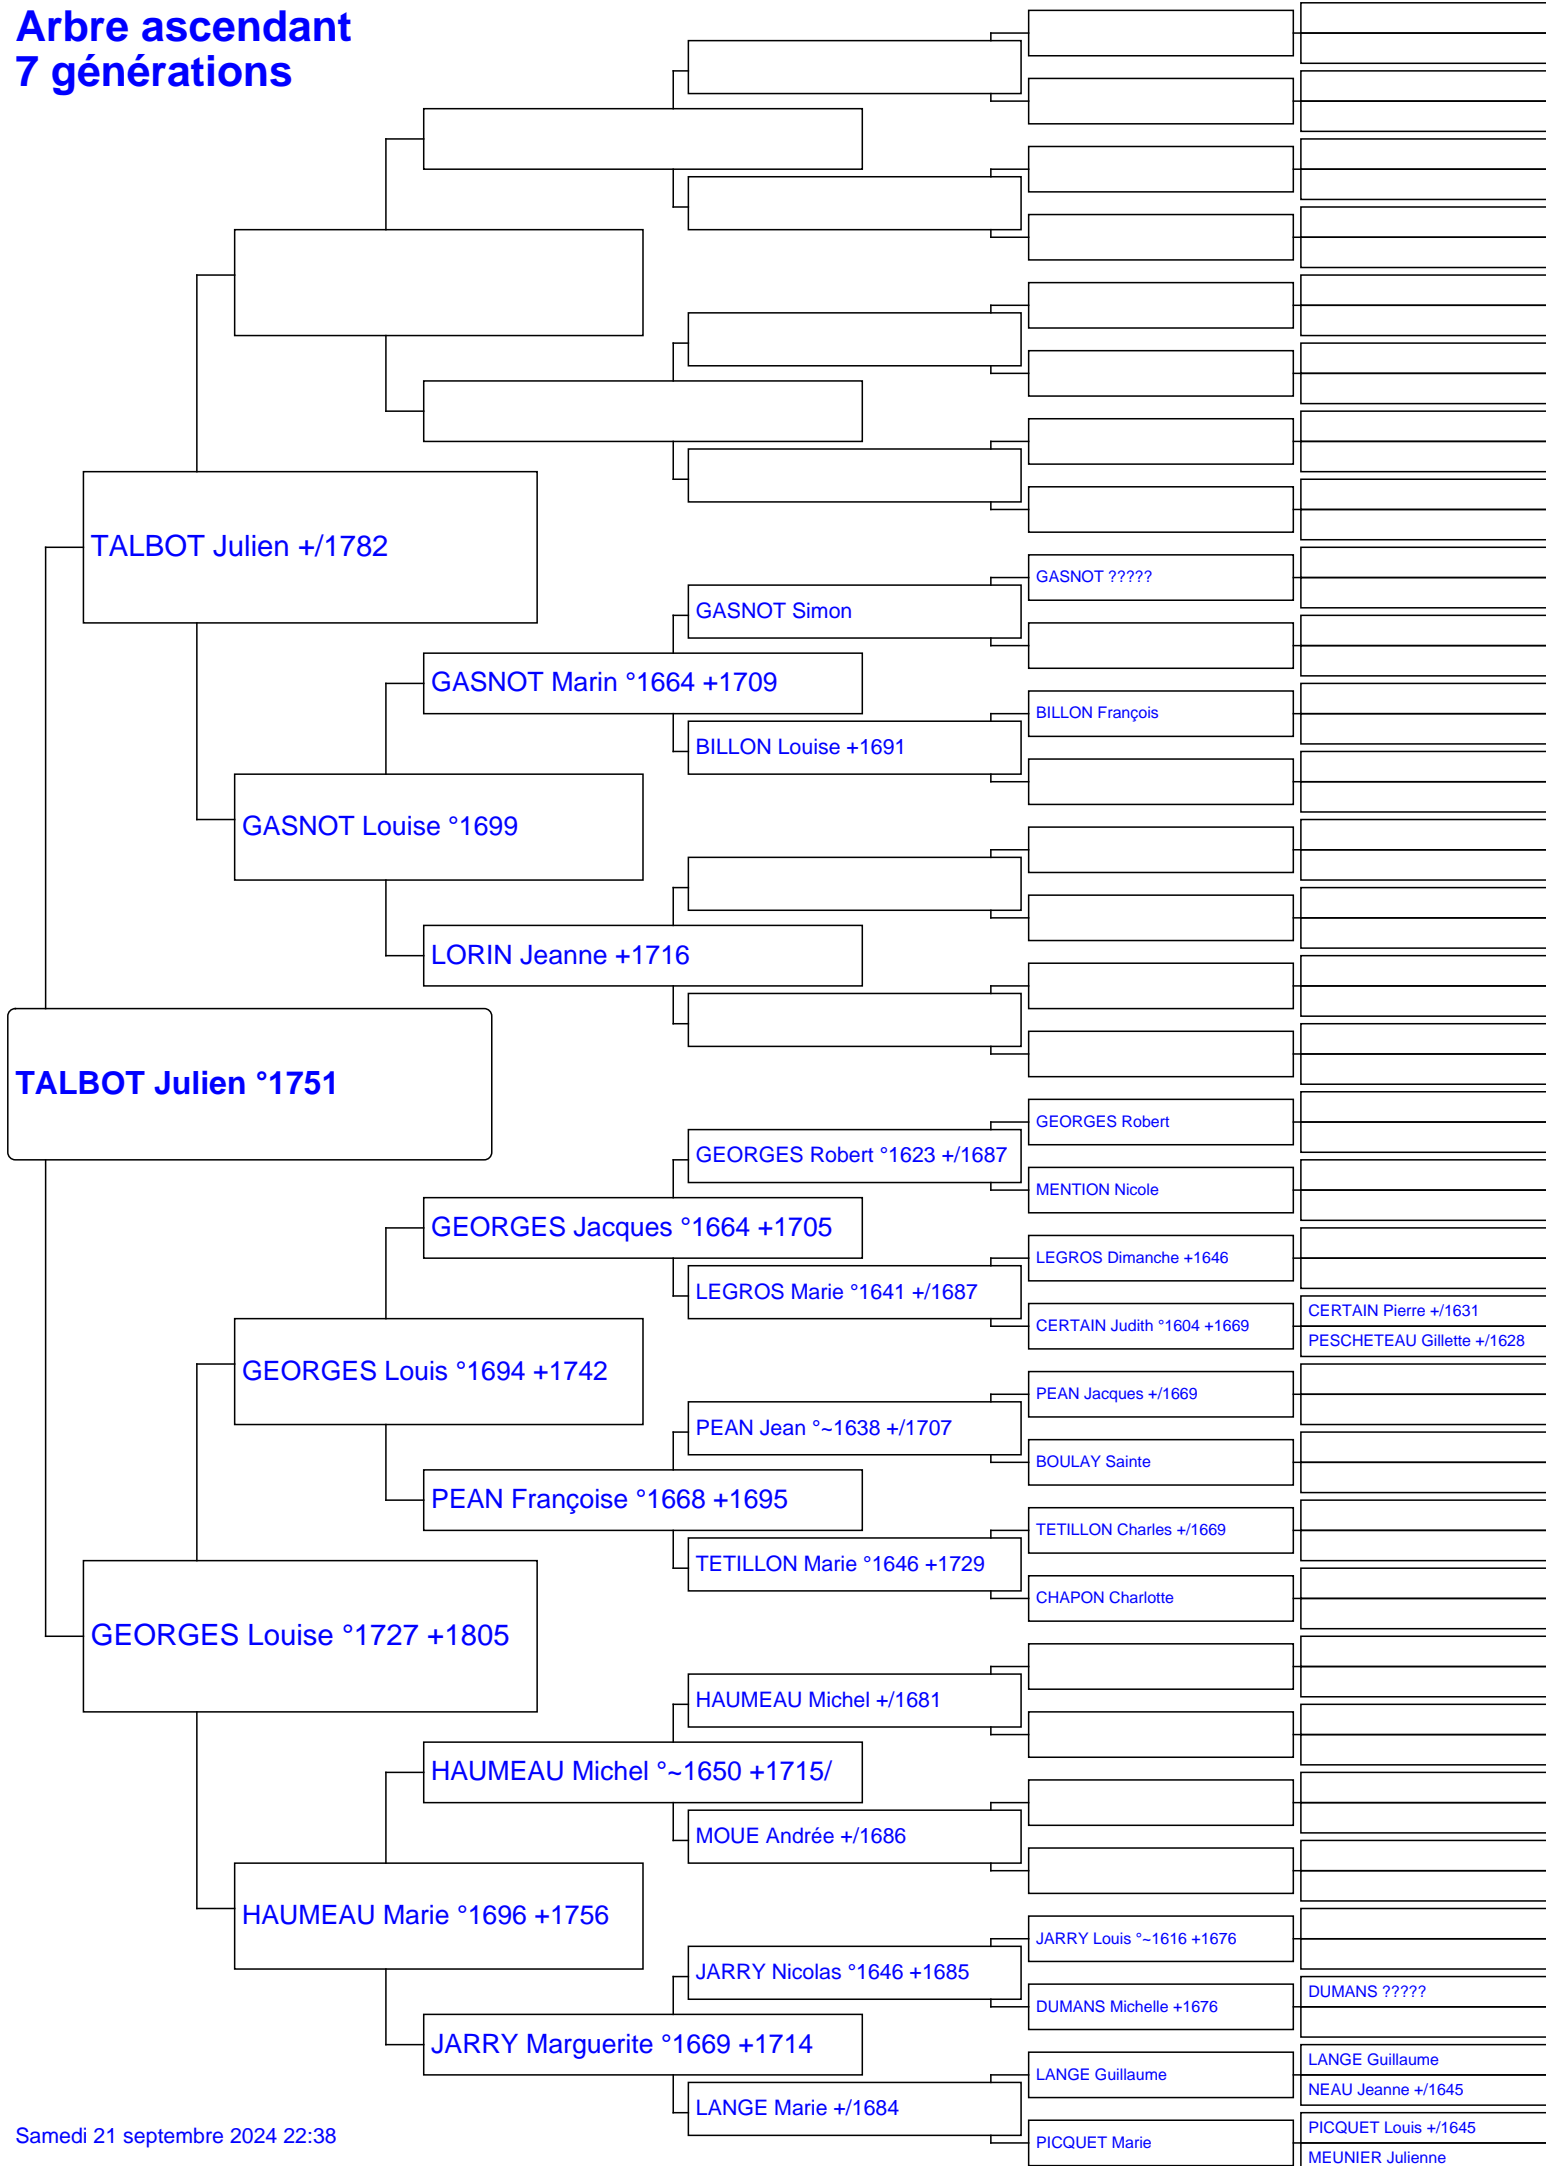 Arbre ascendant
7 générations
TALBOT Julien +/1782
GASNOT ?????
GASNOT Simon
GASNOT Marin °1664 +1709
BILLON François
BILLON Louise +1691
GASNOT Louise °1699
LORIN Jeanne +1716
TALBOT Julien °1751
GEORGES Robert
GEORGES Robert °1623 +/1687
MENTION Nicole
GEORGES Jacques °1664 +1705
LEGROS Dimanche +1646
LEGROS Marie °1641 +/1687
CERTAIN Pierre +/1631
CERTAIN Judith °1604 +1669
PESCHETEAU Gillette +/1628
GEORGES Louis °1694 +1742
PEAN Jacques +/1669
PEAN Jean °~1638 +/1707
BOULAY Sainte
PEAN Françoise °1668 +1695
TETILLON Charles +/1669
TETILLON Marie °1646 +1729
CHAPON Charlotte
GEORGES Louise °1727 +1805
HAUMEAU Michel +/1681
HAUMEAU Michel °~1650 +1715/
MOUE Andrée +/1686
HAUMEAU Marie °1696 +1756
JARRY Louis °~1616 +1676
JARRY Nicolas °1646 +1685
DUMANS ?????
DUMANS Michelle +1676
JARRY Marguerite °1669 +1714
LANGE Guillaume
LANGE Guillaume
NEAU Jeanne +/1645
LANGE Marie +/1684
PICQUET Louis +/1645
PICQUET Marie
MEUNIER Julienne
Samedi 21 septembre 2024 22:38